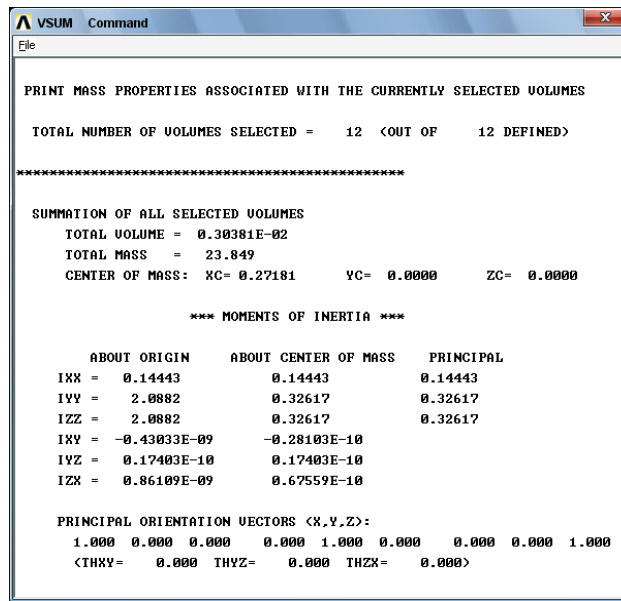 VSUM Command
File
PRINT MASS PROPERTIES ASSOCIATED WITH THE CURRENTLY SELECTED VOLUMES
TOTAL NUMBER OF VOLUMES SELECTED = 12 (OUT OF 12 DEFINED)
***********************************************
SUMMATION OF ALL SELECTED VOLUMES
TOTAL VOLUME = 0.30381E-02
TOTAL MASS = 23.849
CENTER OF MASS: XC= 0.27181 YC= 0.0000 ZC= 0.0000
*** MOMENTS OF INERTIA ***
ABOUT ORIGIN ABOUT CENTER OF MASS PRINCIPAL
IXX = 0.14443 0.14443 0.14443
IYY = 2.0882 0.32617 0.32617
IZZ = 2.0882 0.32617 0.32617
IXY = -0.43033E-09 -0.28103E-10
IYZ = 0.17403E-10 0.17403E-10
IZX = 0.86109E-09 0.67559E-10
PRINCIPAL ORIENTATION VECTORS (X,Y,Z):
1.000 0.000 0.000 0.000 1.000 0.000 0.000 0.000 1.000
(THXY= 0.000 THYZ= 0.000 THZX= 0.000)